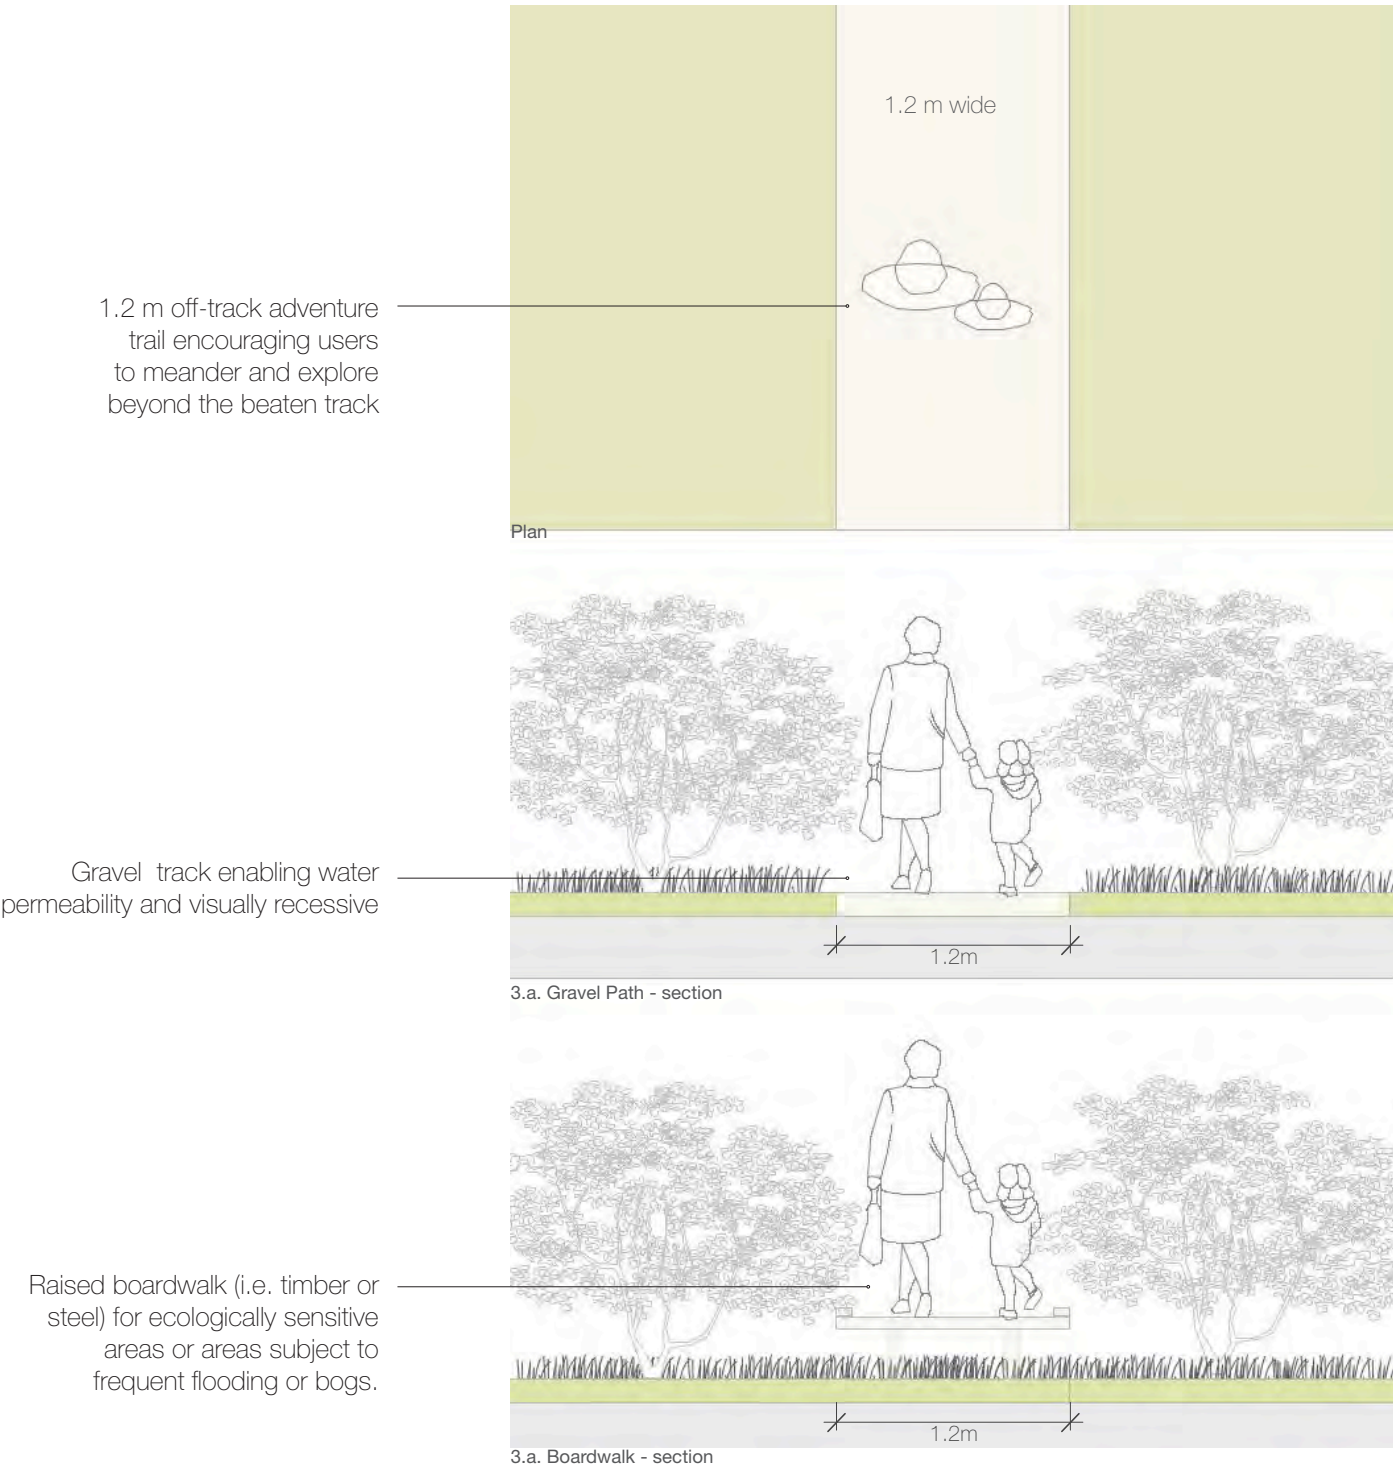 1.2 m wide
1.2 m off-track adventure
trail encouraging users
to meander and explore
beyond the beaten track
Plan
Gravel  track enabling water
permeability and visually recessive
1.2m
3.a. Gravel Path - section
Raised boardwalk (i.e. timber or
steel) for ecologically sensitive
areas or areas subject to
frequent flooding or bogs.
1.2m
3.a. Boardwalk - section